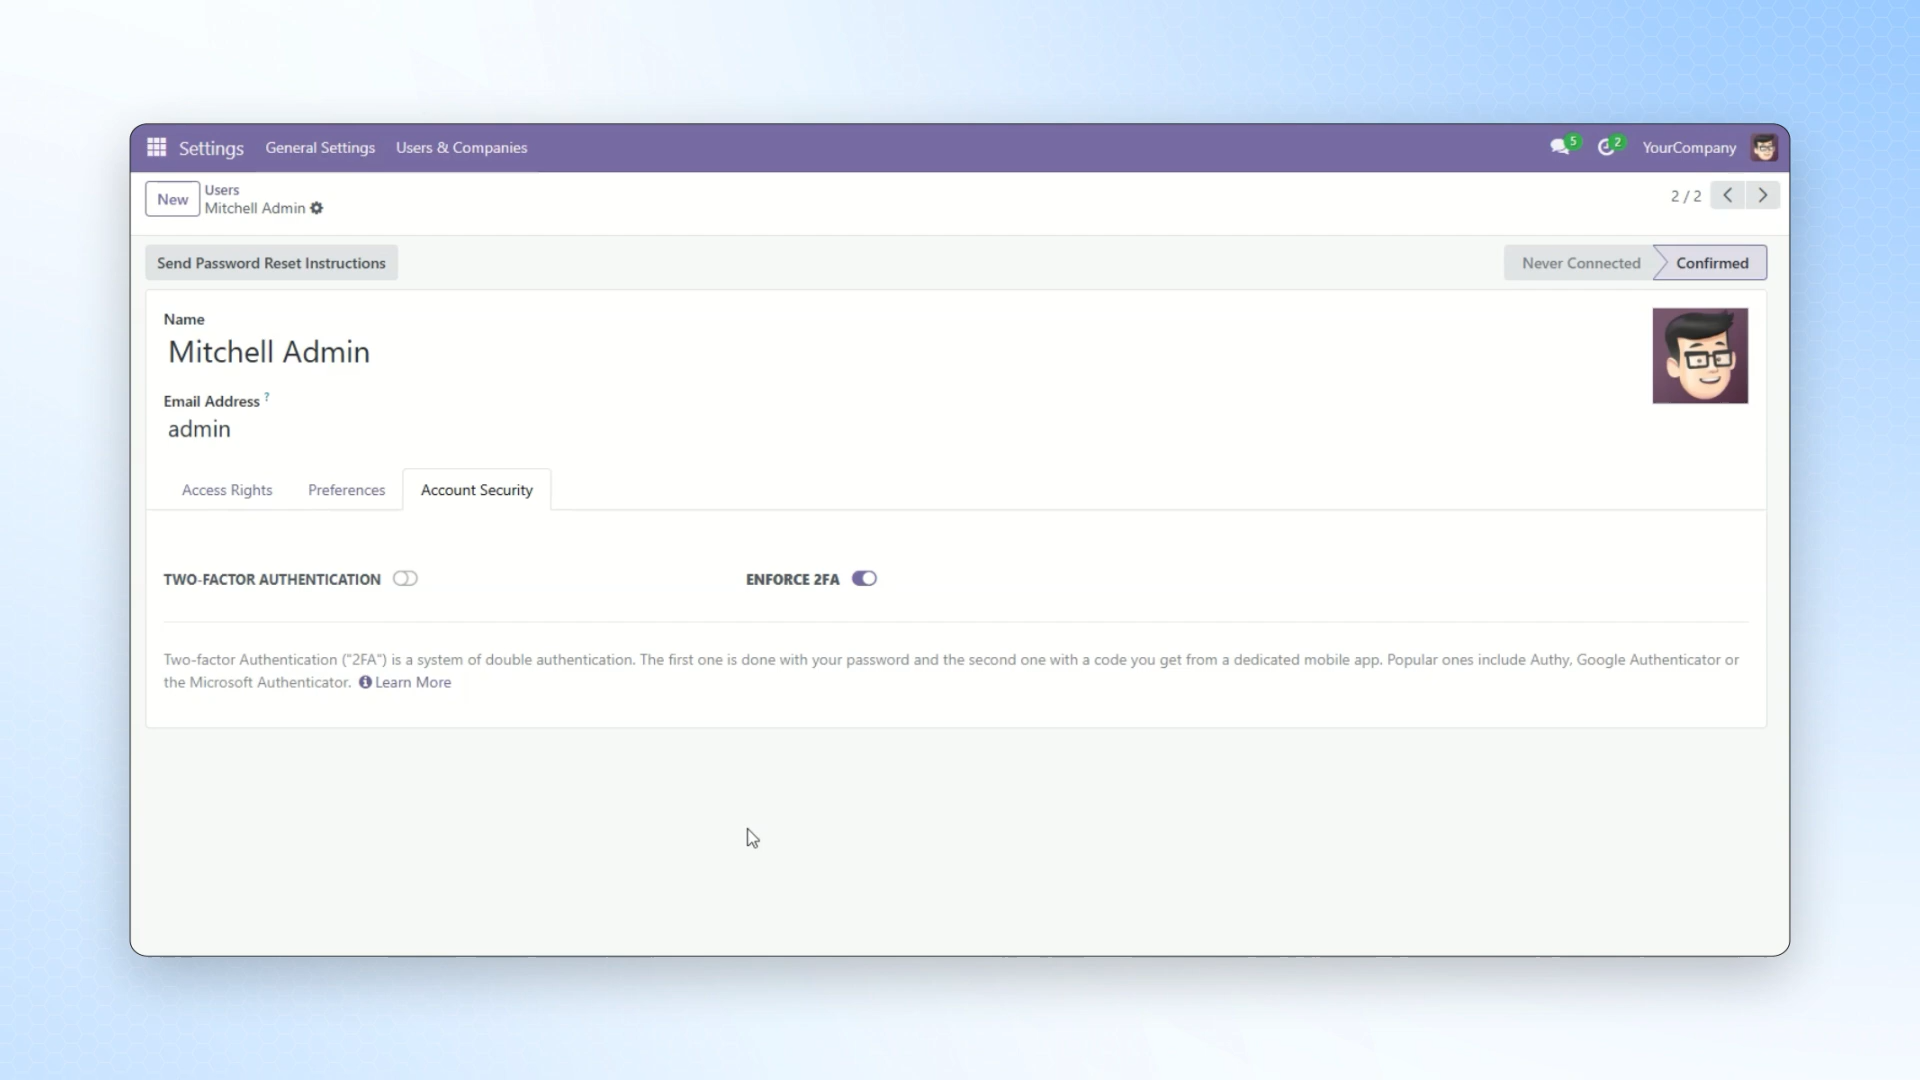 Settings General Settings Users & Companies 5 2 YourCompany
New Users
Mitchell Admin
2 / 2
Send Password Reset Instructions Never Connected Confirmed
Name
Mitchell Admin
Email Address ?
admin
Access Rights Preferences Account Security
TWO-FACTOR AUTHENTICATION ENFORCE 2FA
Two-factor Authentication ("2FA") is a system of double authentication. The first one is done with your password and the second one with a code you get from a dedicated mobile app. Popular ones include Authy, Google Authenticator or
the Microsoft Authenticator. Learn More